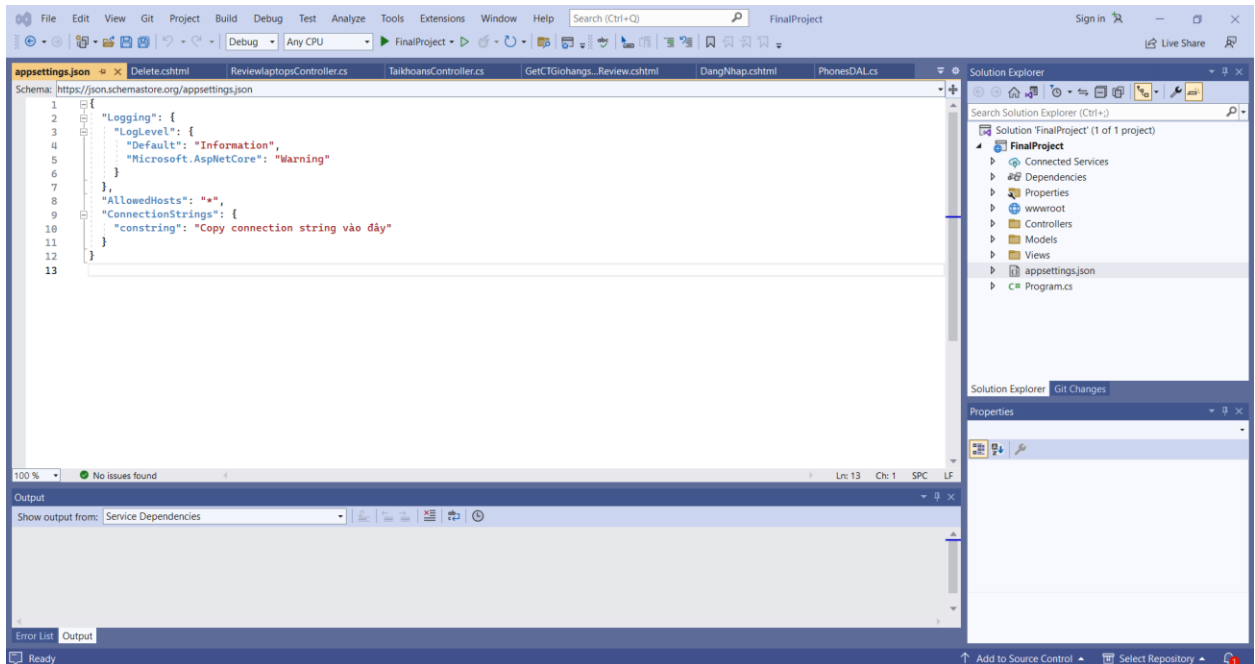 File Edit View Git Project Build Debug Test Analyze Tools Extensions Window Help Search (Ctrl+Q) FinalProject Sign in
Debug Any CPU FinalProject Live Share
appsettings.json Delete.cshtml ReviewlaptopsController.cs TaikhoansController.cs GetCTGiohangs...Review.cshtml DangNhap.cshtml PhonesDAL.cs
Schema: https://json.schemastore.org/appsettings.json
1 {
2 "Logging": {
3 "LogLevel": {
4 "Default": "Information",
5 "Microsoft.AspNetCore": "Warning"
6 }
7 },
8 "AllowedHosts": "*",
9 "ConnectionStrings": {
10 "constring": "Copy connection string vào đây"
11 }
12 }
13
100 % No issues found Ln: 13 Ch: 1 SPC LF
Output
Show output from: Service Dependencies
Error List Output
Solution Explorer
Search Solution Explorer (Ctrl+;)
Solution 'FinalProject' (1 of 1 project)
FinalProject
Connected Services
Dependencies
Properties
wwwroot
Controllers
Models
Views
appsettings.json
C# Program.cs
Solution Explorer Git Changes
Properties
Ready Add to Source Control Select Repository 1